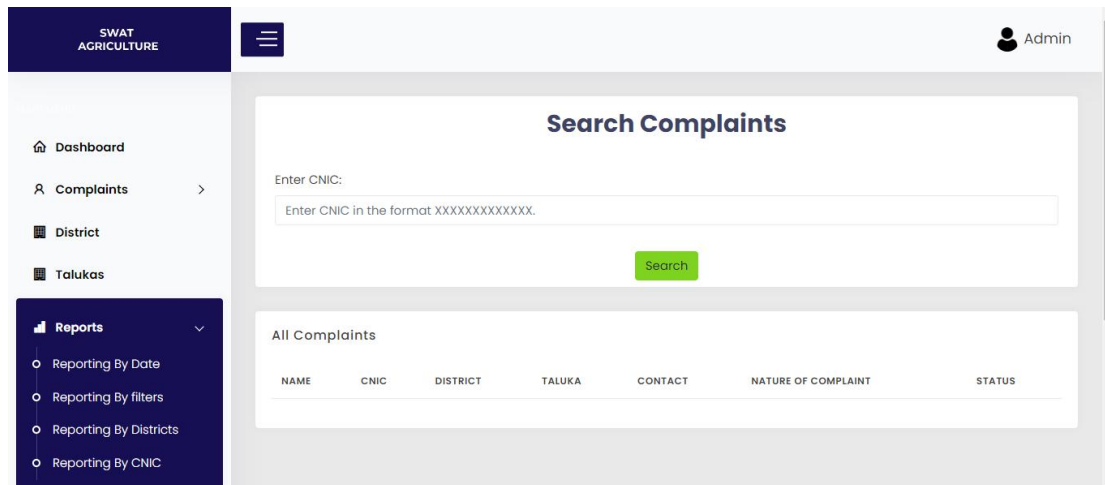 SWAT
AGRICULTURE
Admin
Dashboard
Complaints
District
Talukas
Reports
Reporting By Date
Reporting By filters
Reporting By Districts
Reporting By CNIC
Search Complaints
Enter CNIC:
Enter CNIC in the format XXXXXXXXXXXXX.
Search
All Complaints
NAME CNIC DISTRICT TALUKA CONTACT NATURE OF COMPLAINT STATUS